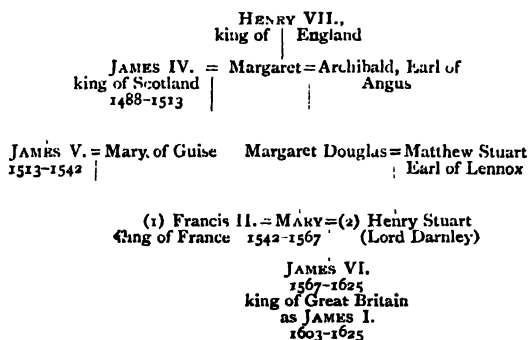 HENRY VII.,
king of England
JAMES IV. = Margaret = Archibald, Earl of
king of Scotland Angus
1488-1513
JAMES V. = Mary. of Guise Margaret Douglas = Matthew Stuart
1513-1542 Earl of Lennox
(1) Francis II. = MARY = (2) Henry Stuart
king of France 1542-1567 (Lord Darnley)
JAMES VI.
1567-1625
king of Great Britain
as JAMES I.
1603-1625